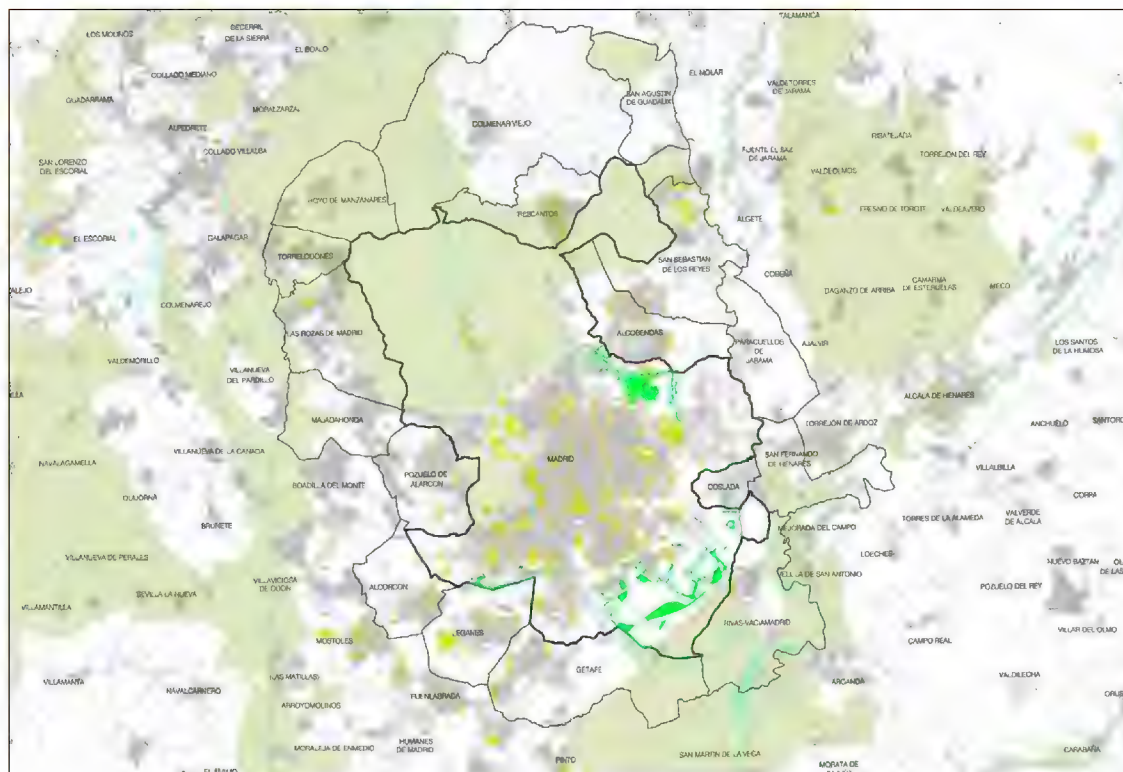 TALAMANCA
LOS MOLINOS
BECERRIL
DE LA SIERRA
EL BOALO
COLLADO MEDIANO
GUADARRAMA
MORALZARZAL
EL MOLAR
VALDETORRES
DE JARAMA
SAN AGUSTIN
DE GUADALIX
COLMENAR VIEJO
ALPEDRETE
COLLADO VILLALBA
SAN LORENZO
DEL ESCORIAL
FUENTE EL SAZ
DE JARAMA
RIBATEJADA
TORREJON DEL REY
VALDEOLMOS
HOYO DE MANZANARES
TRES CANTOS
ALGETE
FRESNO DE TOROTE
VALDEAVERO
EL ESCORIAL
GALAPAGAR
TORRELODONES
SAN SEBASTIAN
DE LOS REYES
COBEÑA
DAGANZO DE ARRIBA
CAMARMA
DE ESTERUELAS
MECO
COLMENAREJO
LAS ROZAS DE MADRID
ALCOBENDAS
PARACUELLOS
DE
JARAMA
AJALVIR
LOS SANTOS
DE LA HUMOSA
VALDEMORILLO
VILLANUEVA
DEL PARDILLO
ALCALA DE HENARES
MAJADAHONDA
TORREJON DE ARDOZ
ANCHUELO
VILLANUEVA DE LA CAÑADA
MADRID
SAN FERNANDO
DE HENARES
NAVALAGAMELLA
POZUELO DE
ALARCON
VILLALBILLA
BOADILLA DEL MONTE
COSLADA
QUIJORNA
CORPA
BRUNETE
MEJORADA DEL CAMPO
TORRES DE LA ALAMEDA
VALVERDE
DE ALCALA
LOECHES
VILLANUEVA DE PERALES
NUEVO BAZTAN
VELILLA DE SAN ANTONIO
VILLAVICIOSA
DE ODON
ALCORCON
POZUELO DEL REY
VILLAMANTILLA
SEVILLA LA NUEVA
RIVAS-VACIAMADRID
VILLAR DEL OLMO
MOSTOLES
LEGANES
CAMPO REAL
GETAFE
VILLAMANTA
NAVALCARNERO
ARGANDA
VALDILECHA
FUENLABRADA
ARROYOMOLINOS
MORALEJA DE ENMEDIO
HUMANES
DE MADRID
PINTO
SAN MARTIN DE LA VEGA
CARABAÑA
MORATA